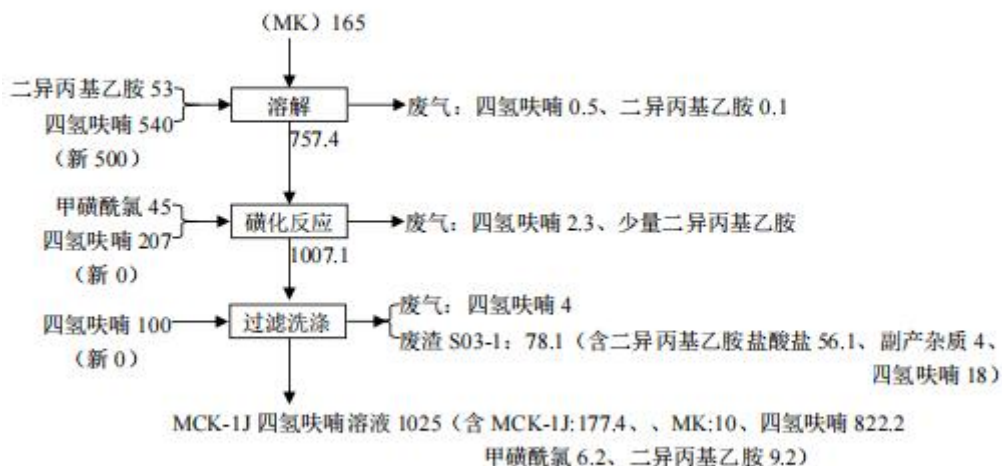 （MK）165
二异丙基乙胺 53
四氢呋喃 540
（新 500）
溶解
废气：四氢呋喃 0.5、二异丙基乙胺 0.1
757.4
甲磺酰氯 45
四氢呋喃 207
（新 0）
磺化反应
废气：四氢呋喃 2.3、少量二异丙基乙胺
1007.1
四氢呋喃 100
（新 0）
过滤洗涤
废气：四氢呋喃 4
废渣 S03-1：78.1（含二异丙基乙胺盐酸盐 56.1、副产杂质 4、
四氢呋喃 18）
MCK-1J 四氢呋喃溶液 1025（含 MCK-1J:177.4、、MK:10、四氢呋喃 822.2
甲磺酰氯 6.2、二异丙基乙胺 9.2）